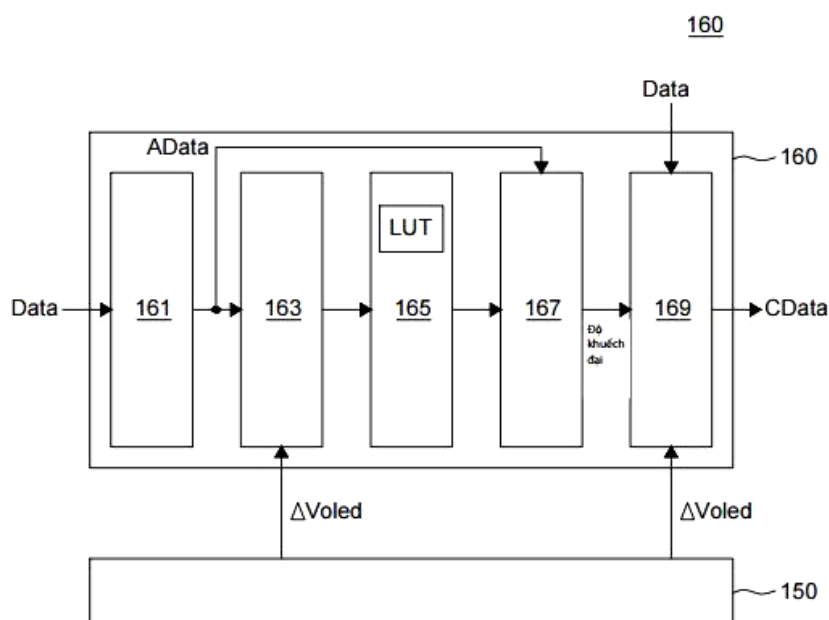 160
Data
AData
160
LUT
Data
161
163
165
167
169
CData
Độ
khuếch
đại
ΔVoled
ΔVoled
150